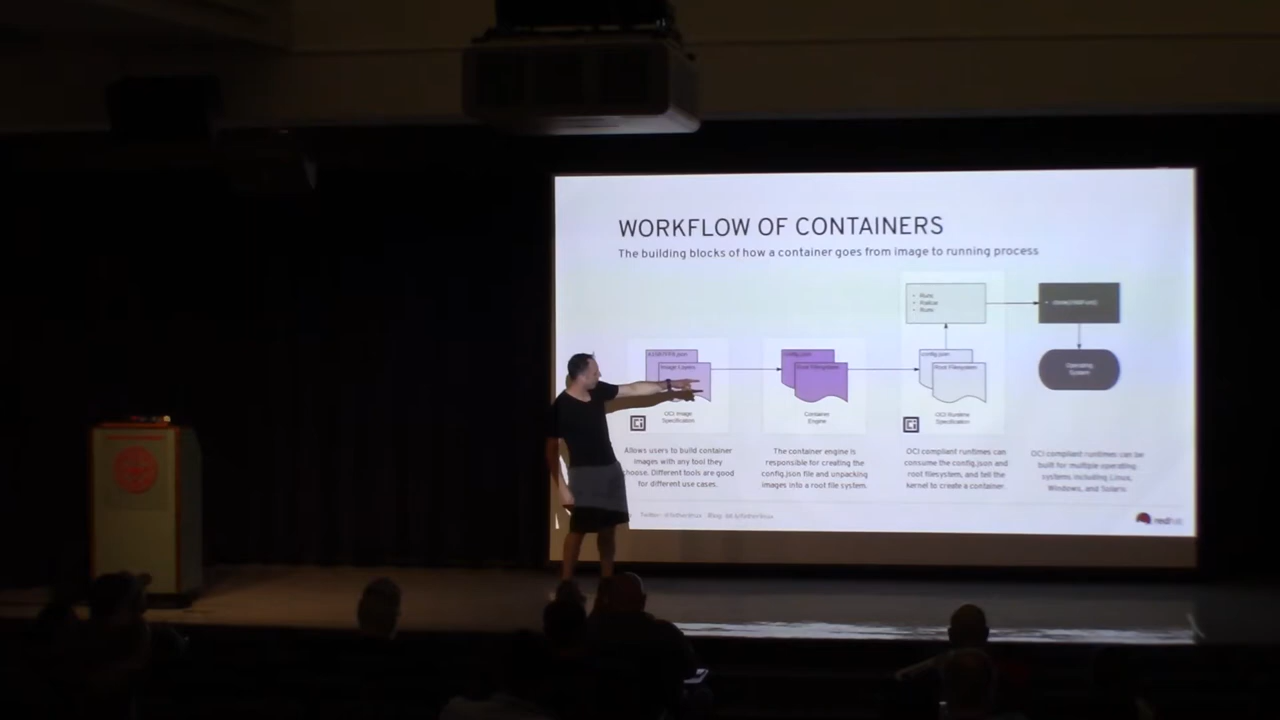 WORKFLOW OF CONTAINERS
The building blocks of how a container goes from image to running process
Image Layers
OCI Image
Specification
Ci
Allows users to build container
images with any tool they
choose. Different tools are good
for different use cases.
config.json
Root Filesystem
Container
Engine
The container engine is
responsible for creating the
config.json file and unpacking
images into a root file system.
config.json
Root Filesystem
OCI Runtime
Specification
Ci
OCI compliant runtimes can
consume the config.json and
root filesystem, and tell the
kernel to create a container.
Operating
System
OCI compliant runtimes can be
built for multiple operating
systems including Linux,
Windows, and Solaris.
redhat